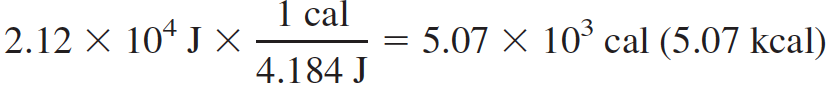 2.12 × 10⁴ J × 1 cal / 4.184 J = 5.07 × 10³ cal (5.07 kcal)